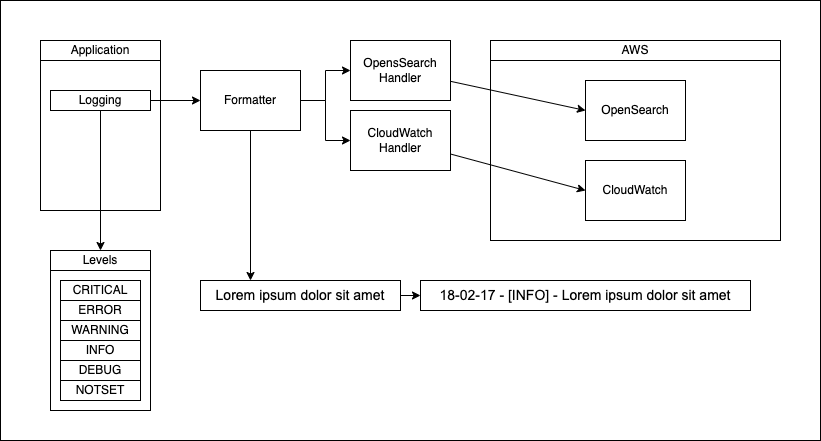 Application
Logging
Formatter
OpensSearch
Handler
CloudWatch
Handler
AWS
OpenSearch
CloudWatch
Levels
CRITICAL
ERROR
WARNING
INFO
DEBUG
NOTSET
Lorem ipsum dolor sit amet
18-02-17 - [INFO] - Lorem ipsum dolor sit amet